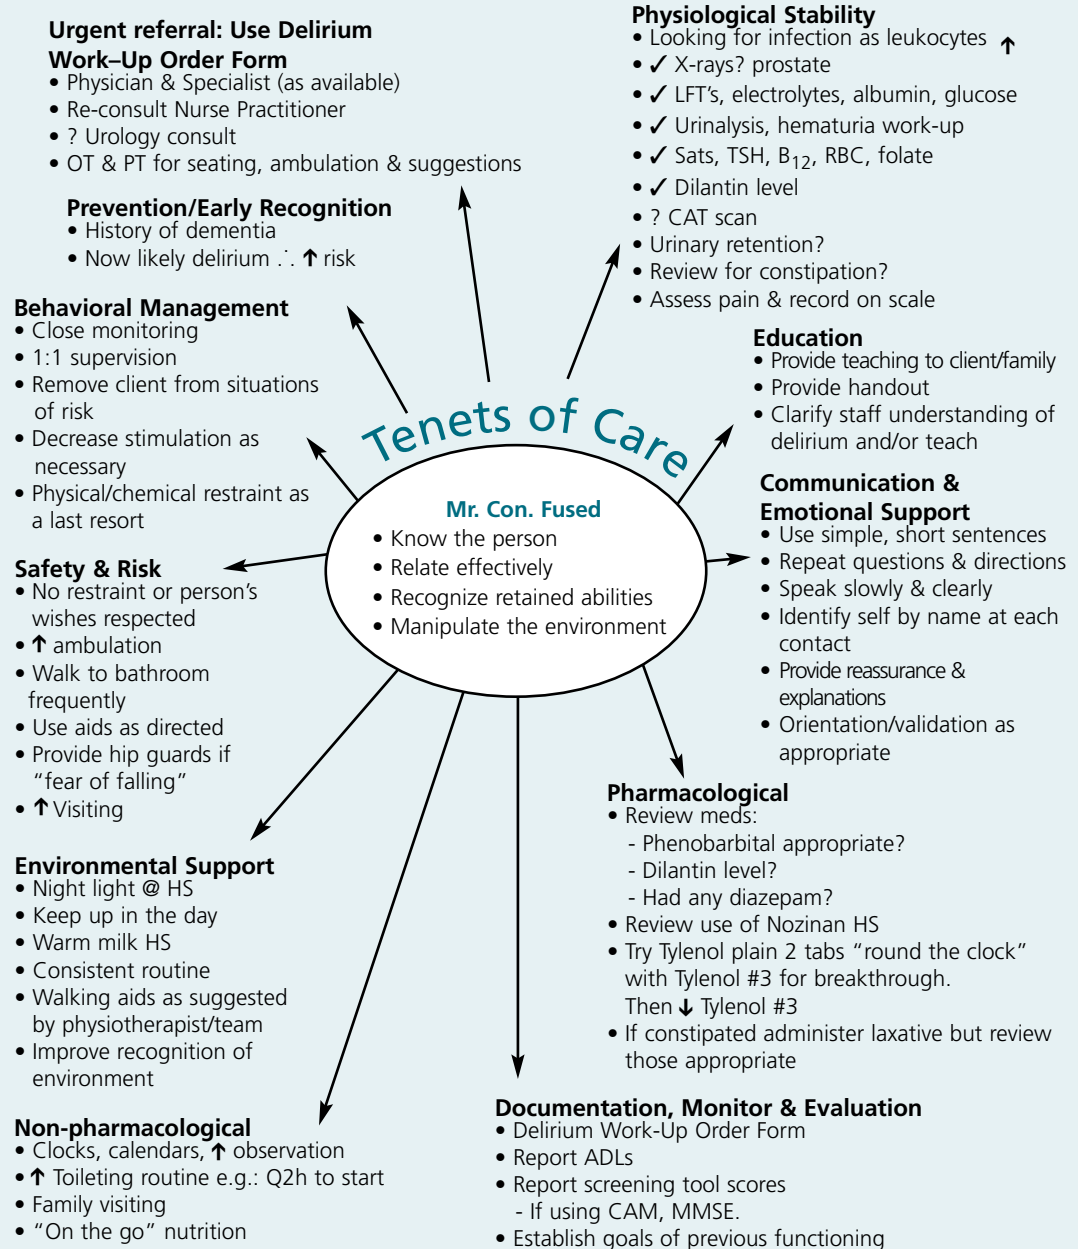 Urgent referral: Use Delirium
Work–Up Order Form
• Physician & Specialist (as available)
• Re-consult Nurse Practitioner
• ? Urology consult
• OT & PT for seating, ambulation & suggestions
Physiological Stability
• Looking for infection as leukocytes ↑
• ✓ X-rays? prostate
• ✓ LFT's, electrolytes, albumin, glucose
• ✓ Urinalysis, hematuria work-up
• ✓ Sats, TSH, B12, RBC, folate
• ✓ Dilantin level
• ? CAT scan
• Urinary retention?
• Review for constipation?
• Assess pain & record on scale
Prevention/Early Recognition
• History of dementia
• Now likely delirium ∴ ↑ risk
Behavioral Management
• Close monitoring
• 1:1 supervision
• Remove client from situations
of risk
• Decrease stimulation as
necessary
• Physical/chemical restraint as
a last resort
Education
• Provide teaching to client/family
• Provide handout
• Clarify staff understanding of
delirium and/or teach
Tenets of Care
Mr. Con. Fused
• Know the person
• Relate effectively
• Recognize retained abilities
• Manipulate the environment
Communication &
Emotional Support
• Use simple, short sentences
• Repeat questions & directions
• Speak slowly & clearly
• Identify self by name at each
contact
• Provide reassurance &
explanations
• Orientation/validation as
appropriate
Safety & Risk
• No restraint or person's
wishes respected
• ↑ ambulation
• Walk to bathroom
frequently
• Use aids as directed
• Provide hip guards if
“fear of falling”
• ↑ Visiting
Pharmacological
• Review meds:
- Phenobarbital appropriate?
- Dilantin level?
- Had any diazepam?
• Review use of Nozinan HS
• Try Tylenol plain 2 tabs “round the clock”
with Tylenol #3 for breakthrough.
Then ↓ Tylenol #3
• If constipated administer laxative but review
those appropriate
Environmental Support
• Night light @ HS
• Keep up in the day
• Warm milk HS
• Consistent routine
• Walking aids as suggested
by physiotherapist/team
• Improve recognition of
environment
Non-pharmacological
• Clocks, calendars, ↑ observation
• ↑ Toileting routine e.g.: Q2h to start
• Family visiting
• “On the go” nutrition
Documentation, Monitor & Evaluation
• Delirium Work-Up Order Form
• Report ADLs
• Report screening tool scores
- If using CAM, MMSE.
• Establish goals of previous functioning